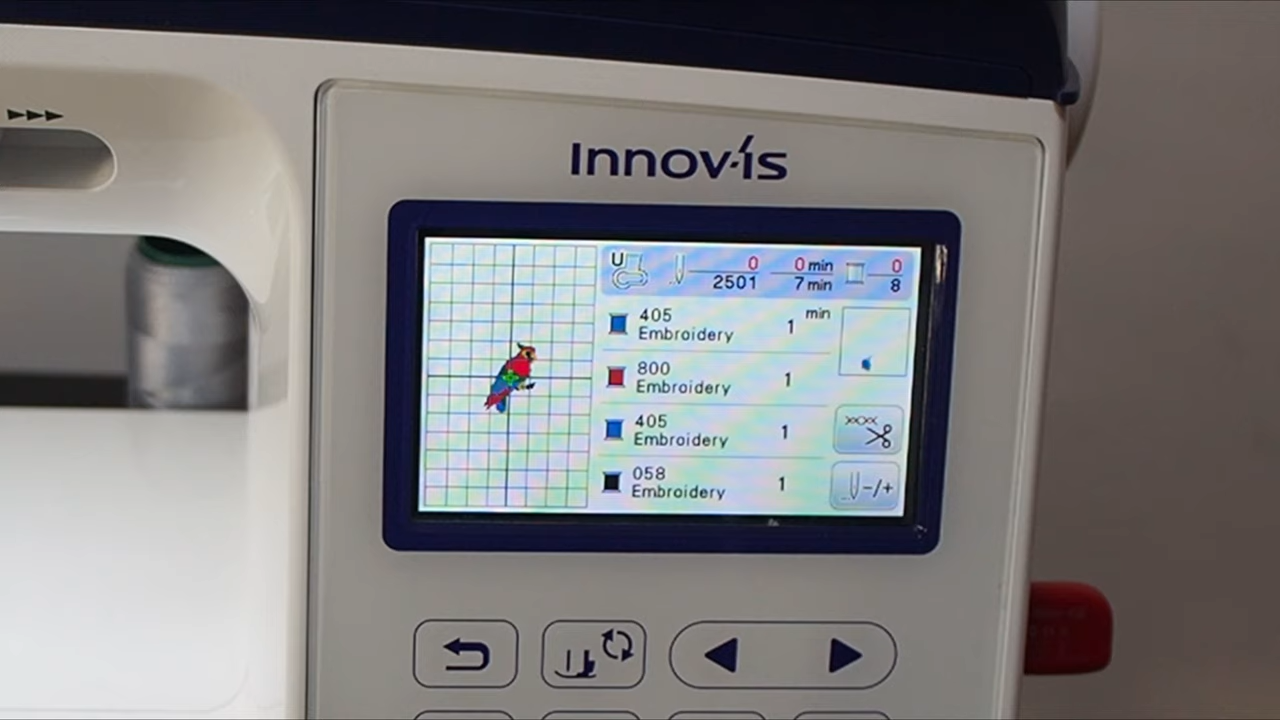 Innov-is
U
0
2501
0 min
7 min
0
8
min
405
Embroidery
1
800
Embroidery
1
405
Embroidery
1
058
Embroidery
1
-/+